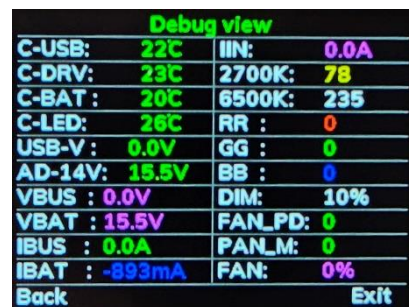 Debug view
C-USB: 22℃ IIN: 0.0A
C-DRV: 23℃ 2700K: 78
C-BAT : 20℃ 6500K: 235
C-LED: 26℃ RR : 0
USB-V : 0.0V GG : 0
AD-14V: 15.5V BB : 0
VBUS : 0.0V DIM: 10%
VBAT : 15.5V FAN_PD: 0
IBUS : 0.0A PAN_M: 0
IBAT : -893mA FAN: 0%
Back Exit